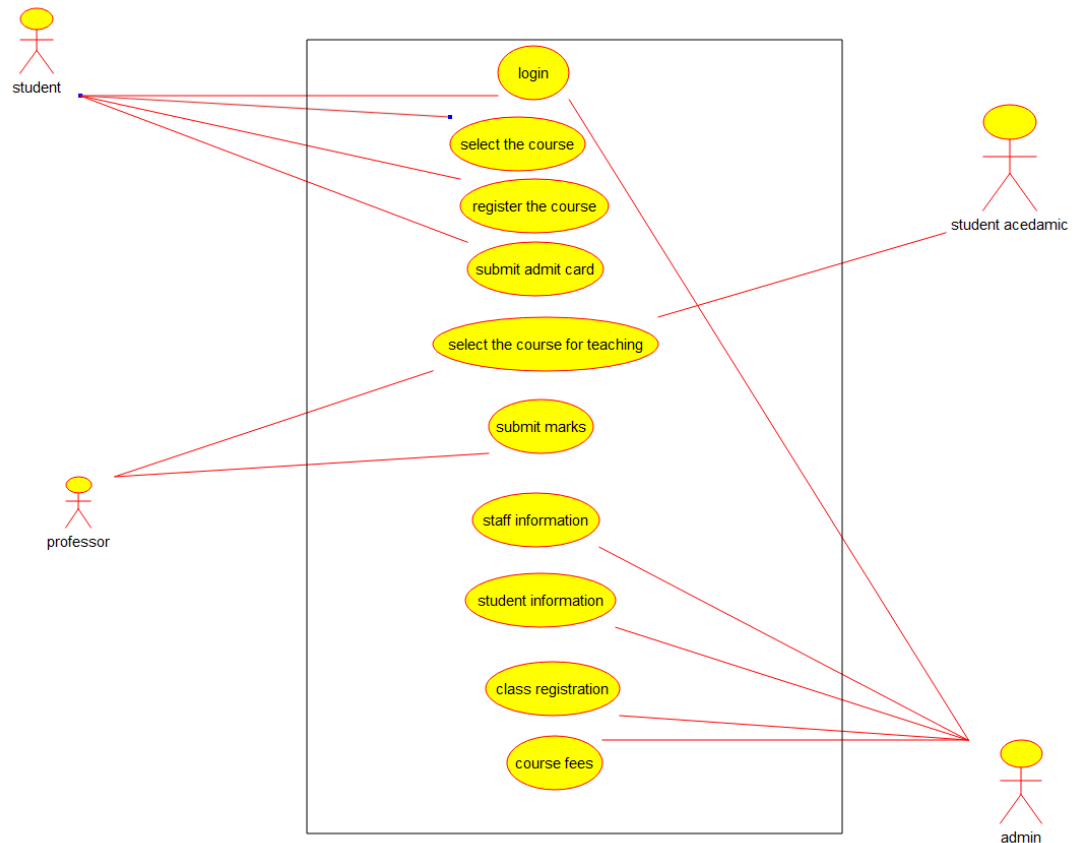 student
login
select the course
register the course
student acedamic
submit admit card
select the course for teaching
submit marks
staff information
professor
student information
class registration
course fees
admin